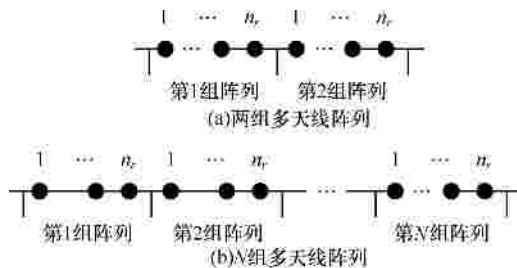 1 … n_r 1 … n_r
… …
第1组阵列 第2组阵列
(a)两组多天线阵列
1 … n_r 1 … n_r 1 … n_r
… …
第1组阵列 第2组阵列 第N组阵列
(b)N组多天线阵列